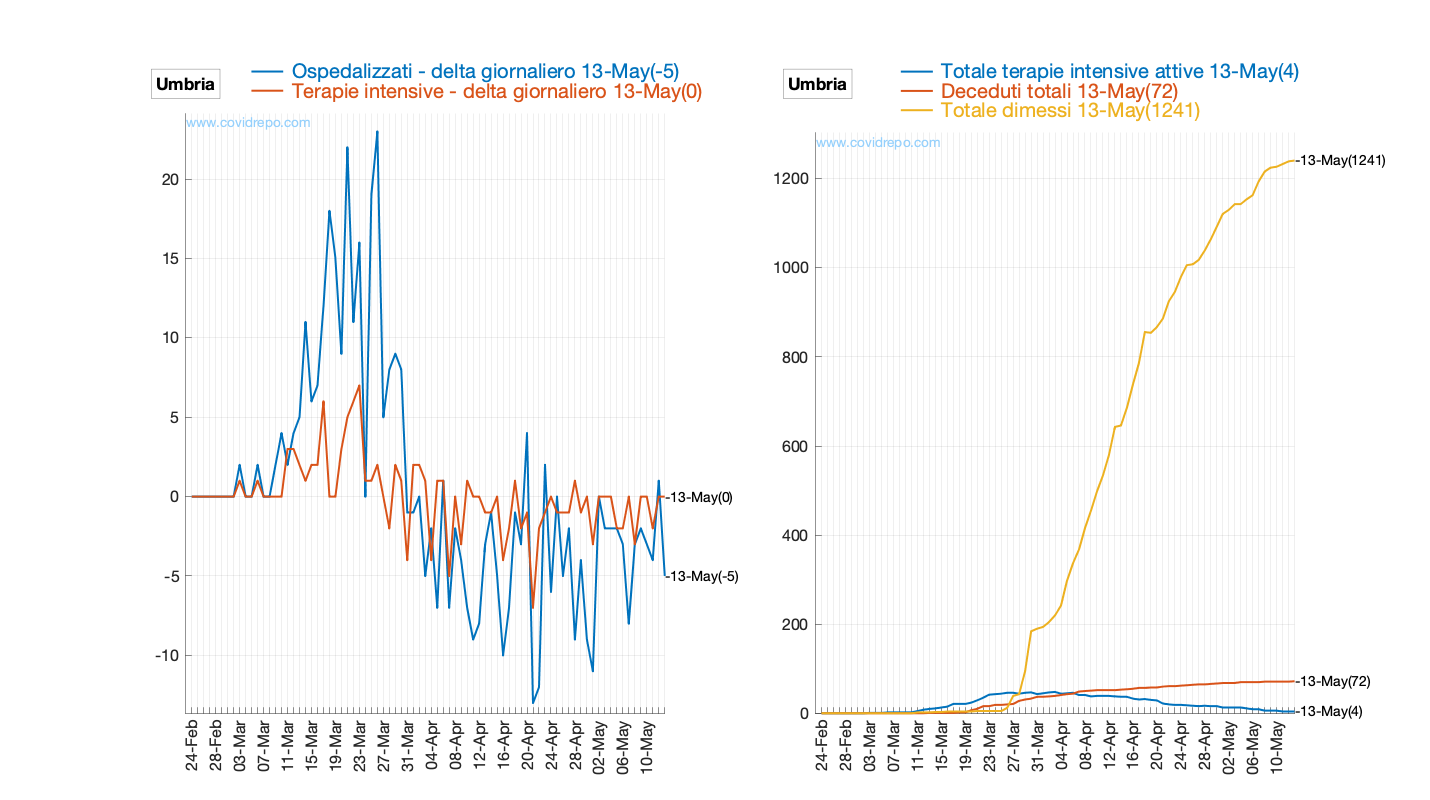 Umbria
Ospedalizzati - delta giornaliero 13-May(-5)
Terapie intensive - delta giornaliero 13-May(0)
www.covidrepo.com
20
15
10
5
0
-5
-10
-13-May(0)
-13-May(-5)
24-Feb
28-Feb
03-Mar
07-Mar
11-Mar
15-Mar
19-Mar
23-Mar
27-Mar
31-Mar
04-Apr
08-Apr
12-Apr
16-Apr
20-Apr
24-Apr
28-Apr
02-May
06-May
10-May
Umbria
Totale terapie intensive attive 13-May(4)
Deceduti totali 13-May(72)
Totale dimessi 13-May(1241)
www.covidrepo.com
1200
1000
800
600
400
200
0
-13-May(1241)
-13-May(72)
-13-May(4)
24-Feb
28-Feb
03-Mar
07-Mar
11-Mar
15-Mar
19-Mar
23-Mar
27-Mar
31-Mar
04-Apr
08-Apr
12-Apr
16-Apr
20-Apr
24-Apr
28-Apr
02-May
06-May
10-May